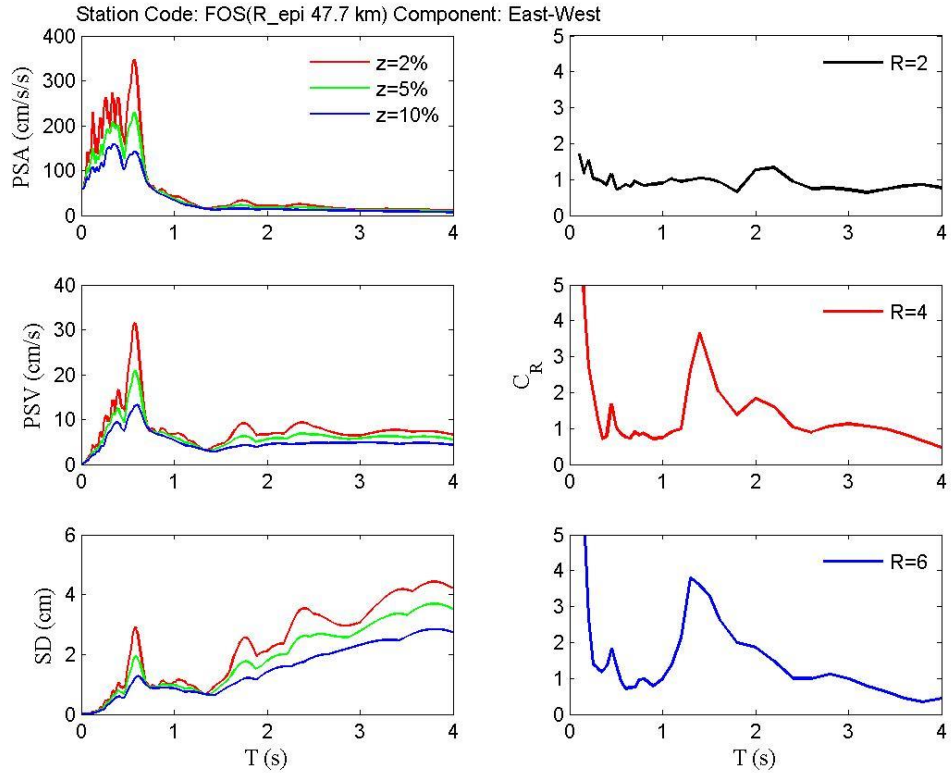 Station Code: FOS(R_epi 47.7 km) Component: East-West
PSA (cm/s/s)
400
300
200
100
0
0 1 2 3 4
z=2%
z=5%
z=10%
5
4
3
2
1
0
0 1 2 3 4
R=2
PSV (cm/s)
40
30
20
10
0
0 1 2 3 4
C_R
5
4
3
2
1
0
0 1 2 3 4
R=4
SD (cm)
6
4
2
0
0 1 2 3 4
T (s)
5
4
3
2
1
0
0 1 2 3 4
T (s)
R=6